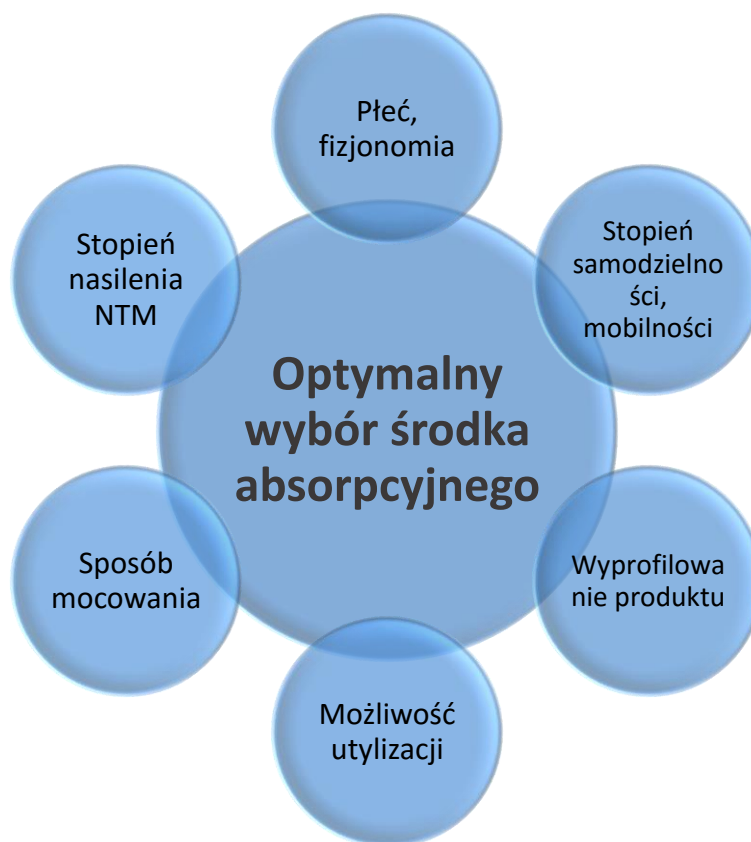 Płeć,
fizjonomia
Stopień
nasilenia
NTM
Stopień
samodzielno
ści,
mobilności
Optymalny
wybór środka
absorpcyjnego
Sposób
mocowania
Wyprofilowa
nie produktu
Możliwość
utylizacji